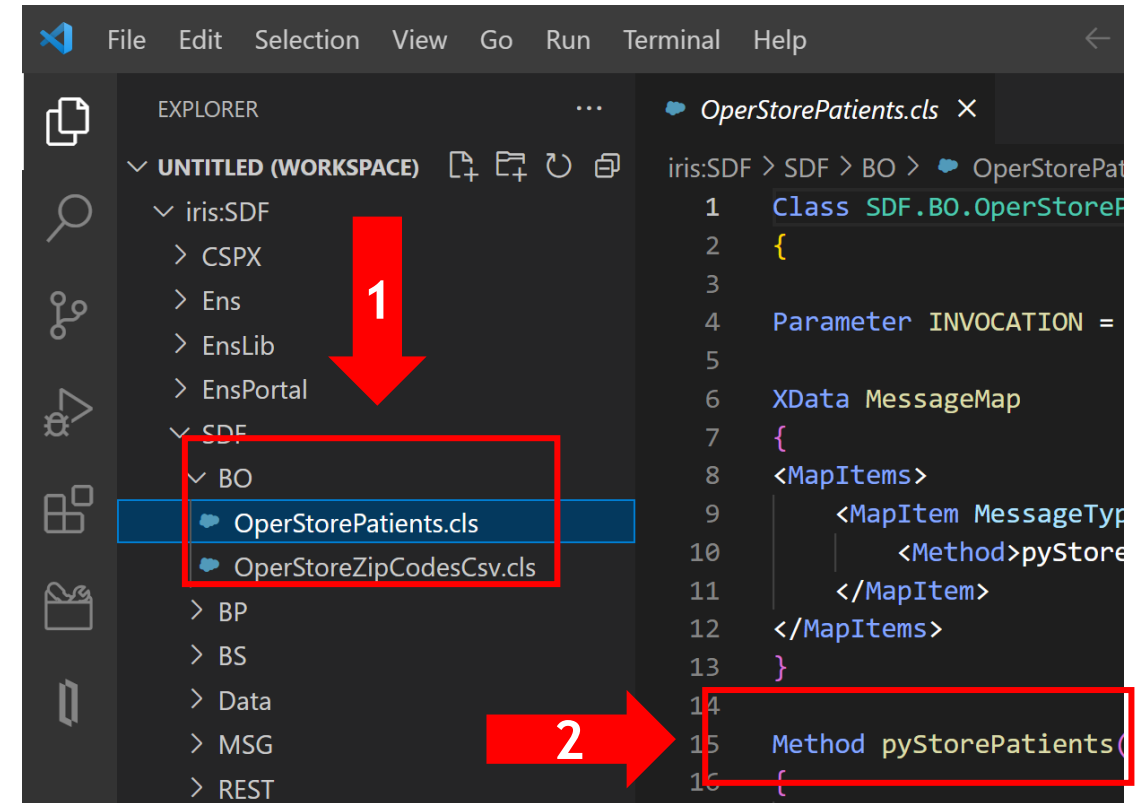 File Edit Selection View Go Run Terminal Help
EXPLORER ...
UNTITLED (WORKSPACE)
iris:SDF
CSPX
Ens
EnsLib
EnsPortal
SDF
BO
OperStorePatients.cls
OperStoreZipCodesCsv.cls
BP
BS
Data
MSG
REST
1
2
OperStorePatients.cls
iris:SDF > SDF > BO > OperStorePat
1 Class SDF.BO.OperStoreP
2 {
3
4 Parameter INVOCATION =
5
6 XData MessageMap
7 {
8 <MapItems>
9 <MapItem MessageTyp
10 <Method>pyStore
11 </MapItem>
12 </MapItems>
13 }
14
15 Method pyStorePatients(
16 {